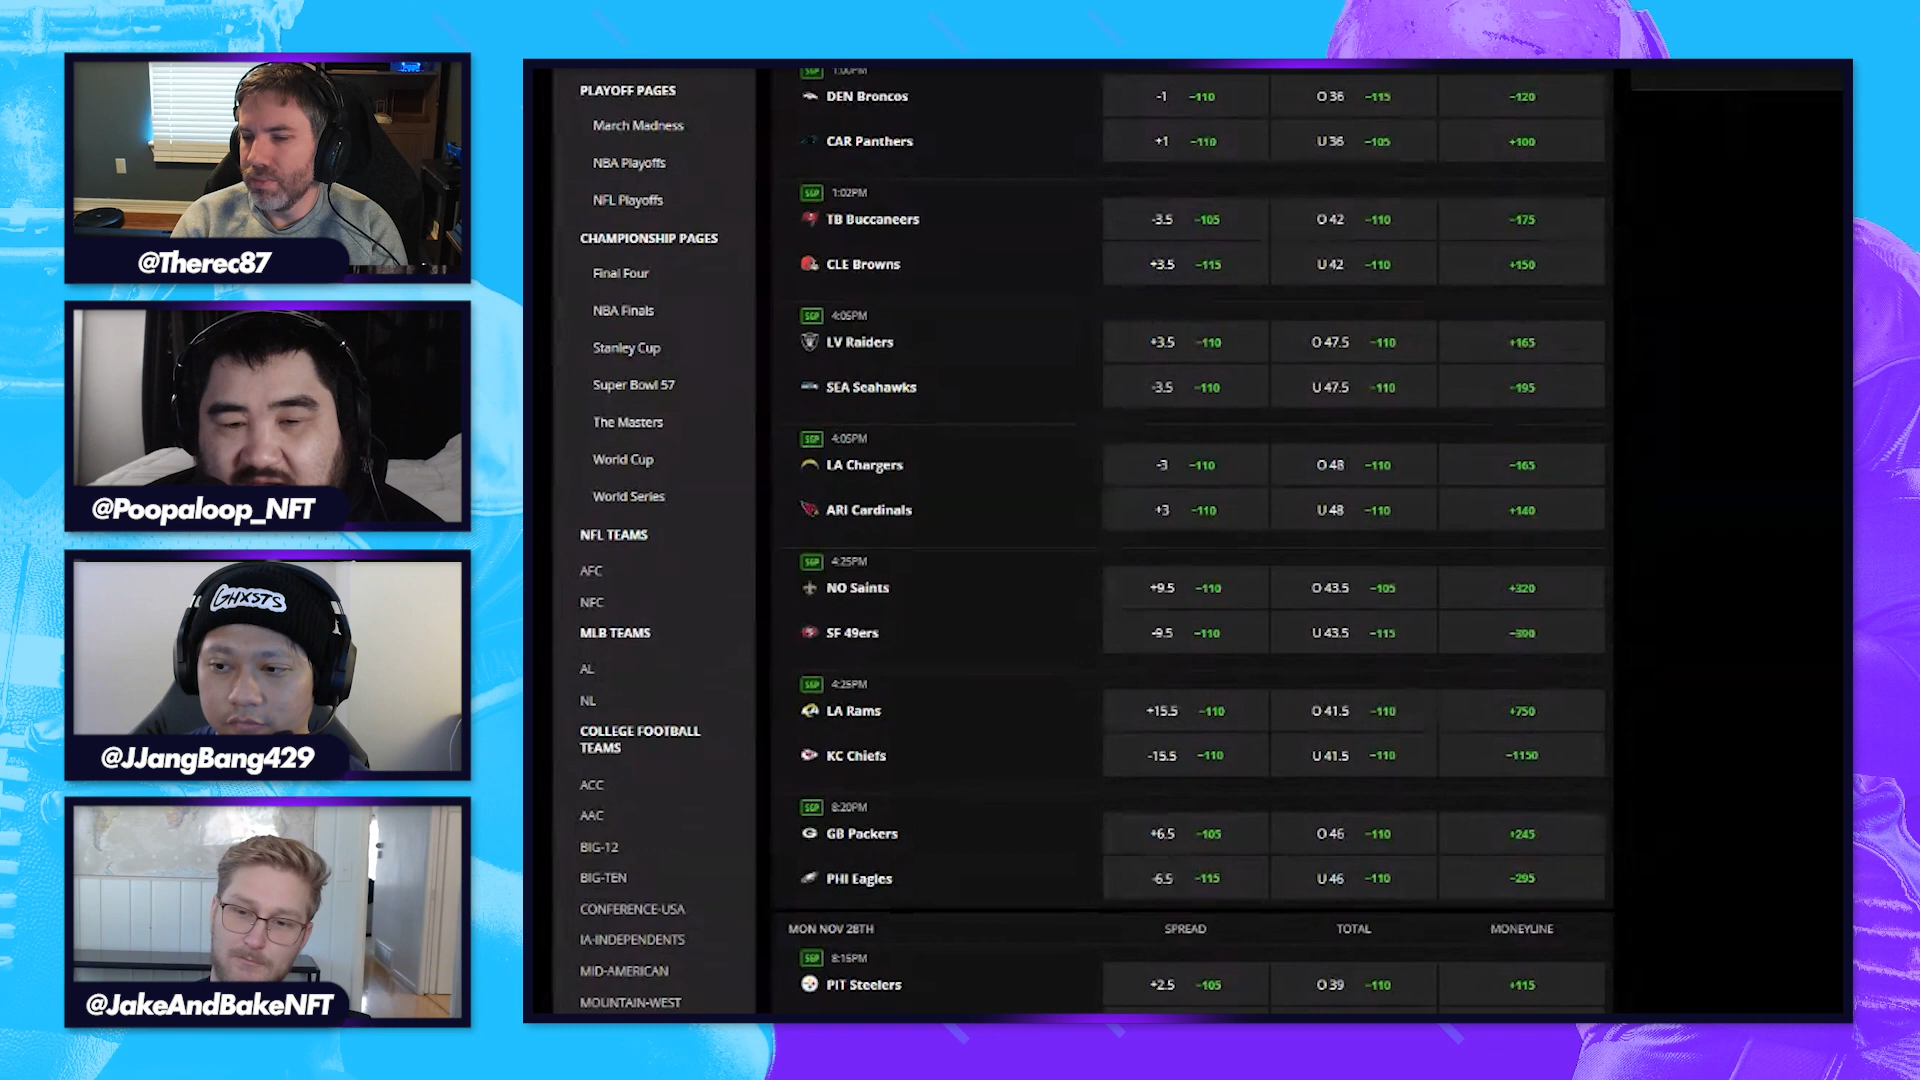 @Therec87
@Poopaloop_NFT
GHXSTS
@JJangBang429
@JakeAndBakeNFT
PLAYOFF PAGES
March Madness
NBA Playoffs
NFL Playoffs
CHAMPIONSHIP PAGES
Final Four
NBA Finals
Stanley Cup
Super Bowl 57
The Masters
World Cup
World Series
NFL TEAMS
AFC
NFC
MLB TEAMS
AL
NL
COLLEGE FOOTBALL
TEAMS
ACC
AAC
BIG-12
BIG-TEN
CONFERENCE-USA
IA-INDEPENDENTS
MID-AMERICAN
MOUNTAIN-WEST
SGP 1:00PM
DEN Broncos -1 -110 O 36 -115 -120
CAR Panthers +1 -110 U 36 -105 +100
SGP 1:02PM
TB Buccaneers -3.5 -105 O 42 -110 -175
CLE Browns +3.5 -115 U 42 -110 +150
SGP 4:05PM
LV Raiders +3.5 -110 O 47.5 -110 +165
SEA Seahawks -3.5 -110 U 47.5 -110 -195
SGP 4:05PM
LA Chargers -3 -110 O 48 -110 -165
ARI Cardinals +3 -110 U 48 -110 +140
SGP 4:25PM
NO Saints +9.5 -110 O 43.5 -105 +320
SF 49ers -9.5 -110 U 43.5 -115 -390
SGP 4:25PM
LA Rams +15.5 -110 O 41.5 -110 +750
KC Chiefs -15.5 -110 U 41.5 -110 -1150
SGP 8:20PM
GB Packers +6.5 -105 O 46 -110 +245
PHI Eagles -6.5 -115 U 46 -110 -295
MON NOV 28TH SPREAD TOTAL MONEYLINE
SGP 8:15PM
PIT Steelers +2.5 -105 O 39 -110 +115